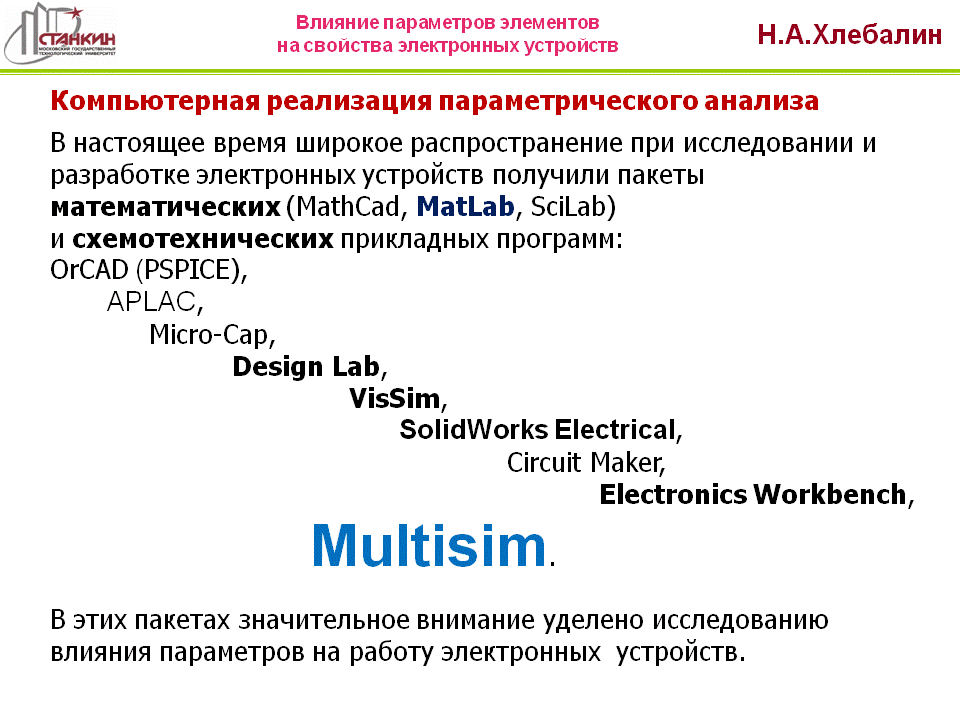 СТАНКИН
МОСКОВСКИЙ ГОСУДАРСТВЕННЫЙ
ТЕХНОЛОГИЧЕСКИЙ УНИВЕРСИТЕТ
Влияние параметров элементов
на свойства электронных устройств
Н.А.Хлебалин
Компьютерная реализация параметрического анализа
В настоящее время широкое распространение при исследовании и
разработке электронных устройств получили пакеты
математических (MathCad, MatLab, SciLab)
и схемотехнических прикладных программ:
OrCAD (PSPICE),
APLAC,
Micro-Cap,
Design Lab,
VisSim,
SolidWorks Electrical,
Circuit Maker,
Electronics Workbench,
Multisim.
В этих пакетах значительное внимание уделено исследованию
влияния параметров на работу электронных устройств.